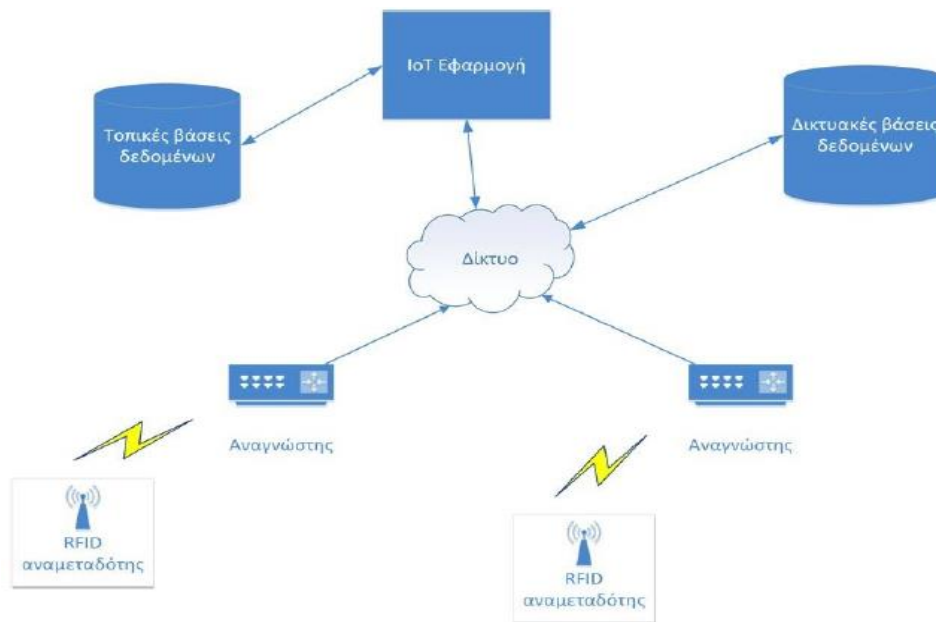 IoT Εφαρμογή
Τοπικές βάσεις
δεδομένων
Δικτυακές βάσεις
δεδομένων
Δίκτυο
Αναγνώστης
Αναγνώστης
RFID
αναμεταδότης
RFID
αναμεταδότης